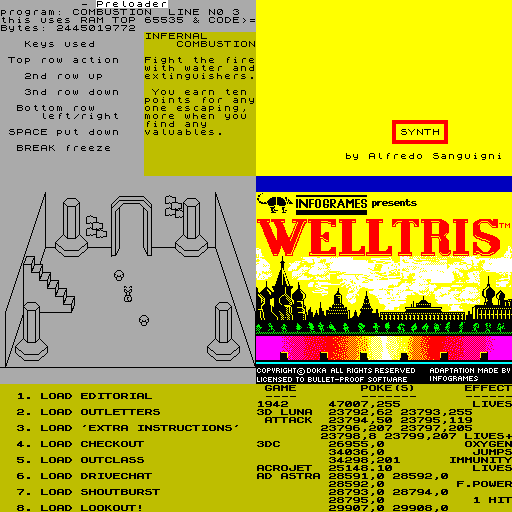 - Preloader
program: COMBUSTION  LINE NO 3
this uses RAM TOP 65535 & CODE>=
Bytes: 2445019772
Keys used
Top row action
2nd row up
3nd row down
Bottom row
left/right
SPACE put down
BREAK freeze
INFERNAL
COMBUSTION
Fight the fire
with water and
extinguishers.
You earn ten
points for any
one escaping,
more when you
find any
valuables.
SYNTH
by Alfredo Sanguigni
INFOGRAMES presents
WELLTRIS™
COPYRIGHT© DOKA ALL RIGHTS RESERVED
LICENSED TO BULLET-PROOF SOFTWARE
ADAPTATION MADE BY
INFOGRAMES
1. LOAD EDITORIAL
2. LOAD OUTLETTERS
3. LOAD 'EXTRA INSTRUCTIONS'
4. LOAD CHECKOUT
5. LOAD OUTCLASS
6. LOAD DRIVECHAT
7. LOAD SHOUTBURST
8. LOAD LOOKOUT!
GAME POKE(S) EFFECT
---- ------- ------
1942 47007,255 LIVES
3D LUNA 23792,62 23793,255
ATTACK 23794,50 23795,119
23796,207 23797,205
23798,8 23799,207 LIVES+
3DC 26955,0 OXYGEN
34036,0 JUMPS
34298,201 IMMUNITY
ACROJET 25148.10 LIVES
AD ASTRA 28591,0 28592,0
28592,0 F.POWER
28793,0 28794,0
28795,0 1 HIT
29907,0 29908,0